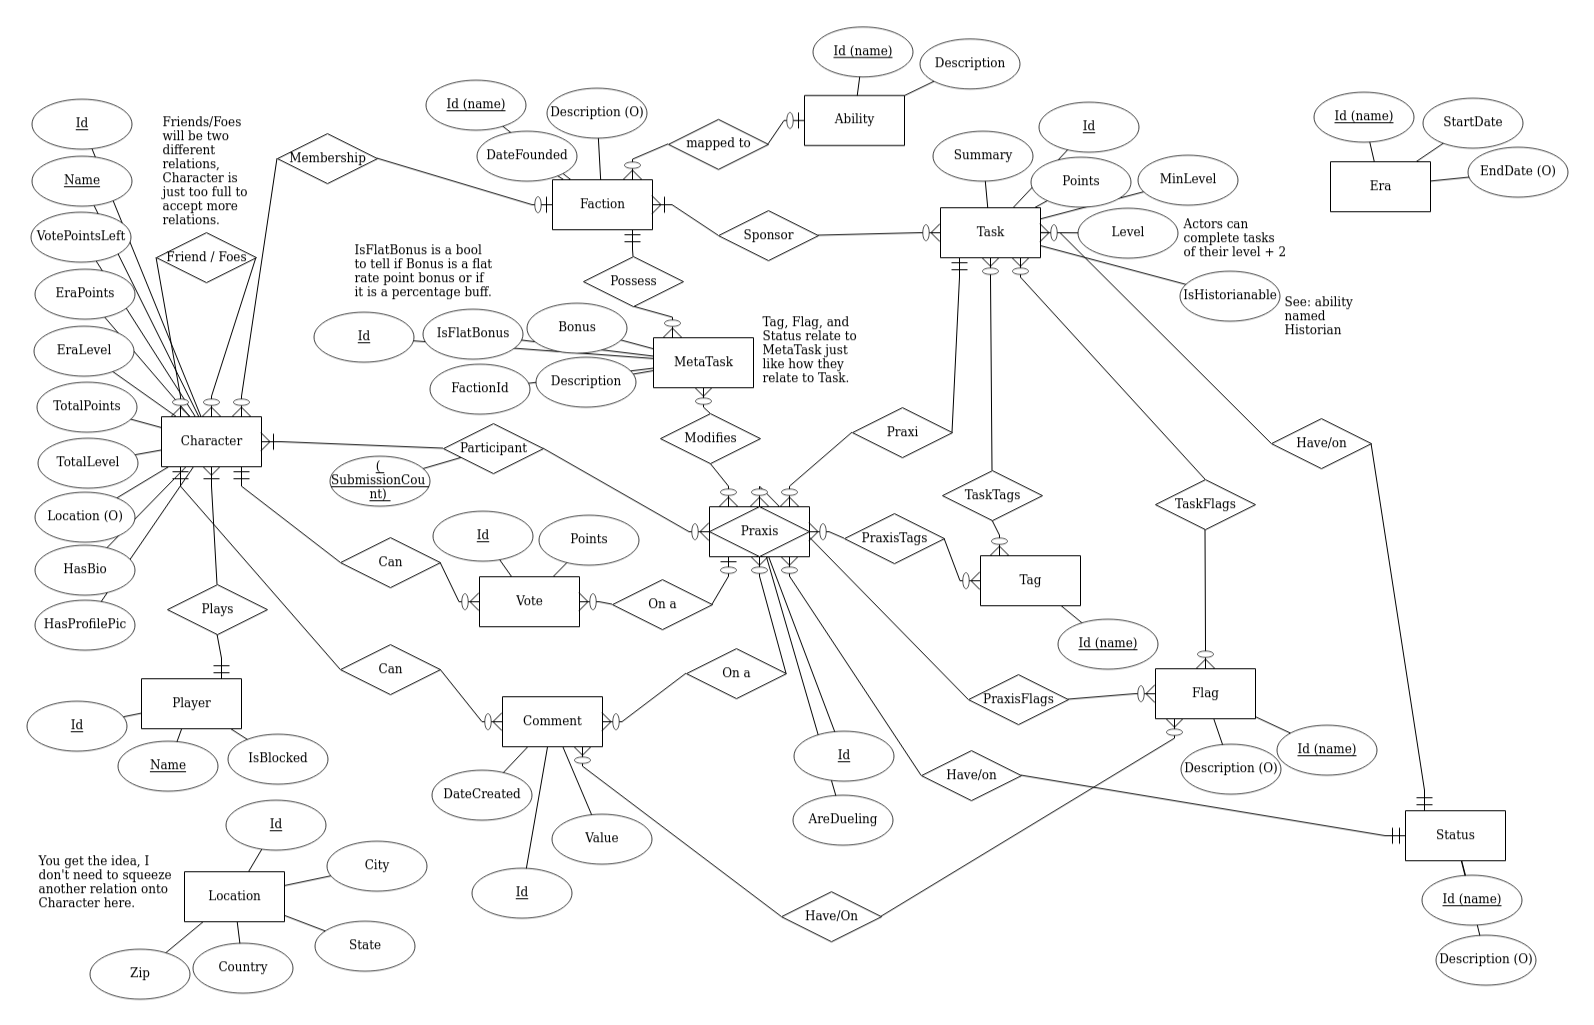 Id (name)
Description
Ability
Id (name)
Description (O)
DateFounded
mapped to
Faction
Id
Name
VotePointsLeft
EraPoints
EraLevel
TotalPoints
TotalLevel
Location (O)
HasBio
HasProfilePic
Friends/Foes
will be two
different
relations,
Character is
just too full to
accept more
relations.
Friend / Foes
Membership
Character
Id
Summary
Points
MinLevel
Level
Task
Sponsor
Actors can
complete tasks
of their level + 2
IsHistorianable
See: ability
named
Historian
Id (name)
StartDate
EndDate (O)
Era
IsFlatBonus is a bool
to tell if Bonus is a flat
rate point bonus or if
it is a percentage buff.
Possess
Id
IsFlatBonus
Bonus
FactionId
Description
MetaTask
Tag, Flag, and
Status relate to
MetaTask just
like how they
relate to Task.
Participant
(
SubmissionCou
nt)
Modifies
Praxi
Have/on
TaskTags
TaskFlags
Praxis
PraxisTags
Id
Points
Can
Vote
On a
Tag
Id (name)
Plays
Can
On a
Comment
PraxisFlags
Flag
Id (name)
Description (O)
Player
Id
Name
IsBlocked
DateCreated
Value
Id
Id
AreDueling
Have/on
Have/On
Status
Id (name)
Description (O)
You get the idea, I
don't need to squeeze
another relation onto
Character here.
Id
City
Location
State
Country
Zip